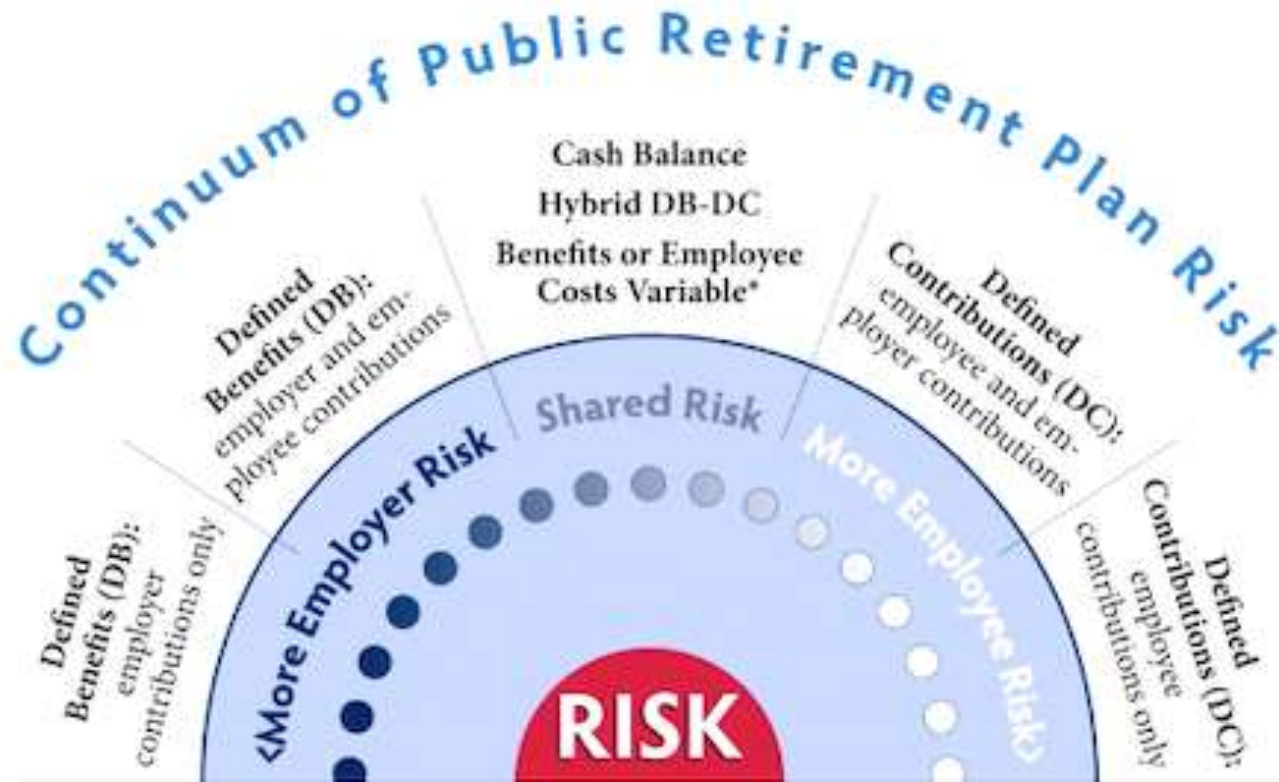 Continuum of Public Retirement Plan Risk
Defined
Benefits (DB):
employer
contributions only
Defined
Benefits (DB):
employer and em-
ployee contributions
Cash Balance
Hybrid DB-DC
Benefits or Employee
Costs Variable*
Defined
Contributions (DC):
employee and em-
ployer contributions
Defined
Contributions (DC):
employee
contributions only
<More Employer Risk
Shared Risk
More Employee Risk>
RISK